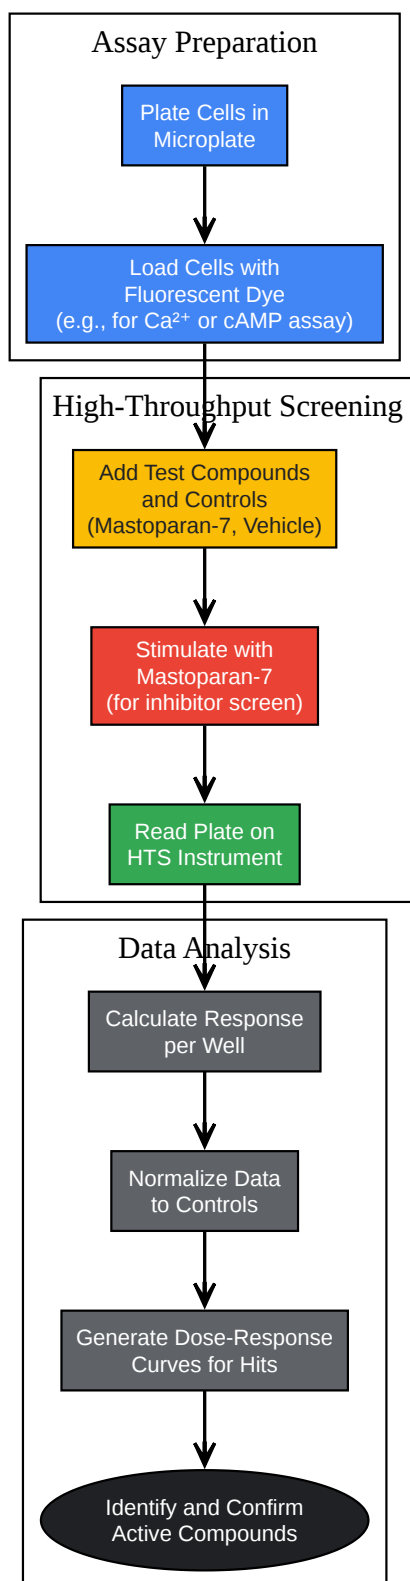 Assay Preparation
Plate Cells in
Microplate
Load Cells with
Fluorescent Dye
(e.g., for Ca²⁺ or cAMP assay)
High-Throughput Screening
Add Test Compounds
and Controls
(Mastoparan-7, Vehicle)
Stimulate with
Mastoparan-7
(for inhibitor screen)
Read Plate on
HTS Instrument
Data Analysis
Calculate Response
per Well
Normalize Data
to Controls
Generate Dose-Response
Curves for Hits
Identify and Confirm
Active Compounds